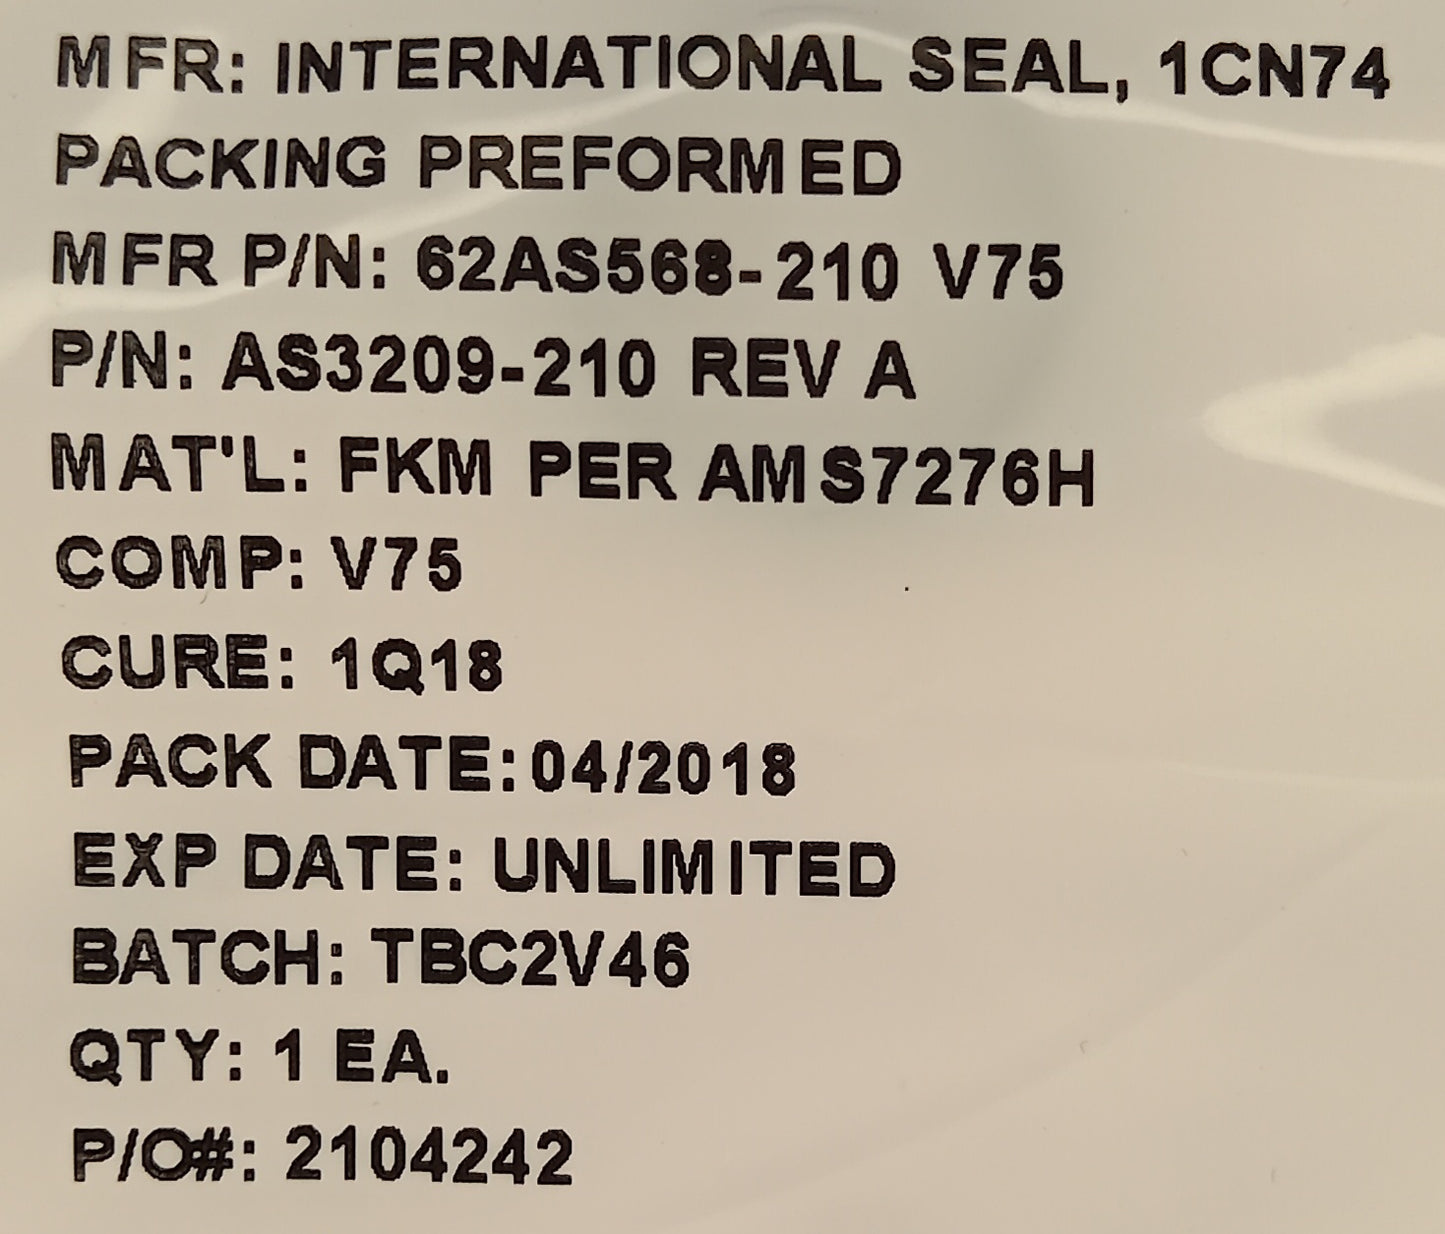 MFR: INTERNATIONAL SEAL, 1CN74
PACKING PREFORMED
MFR P/N: 62AS568-210 V75
P/N: AS3209-210 REV A
MAT'L: FKM PER AMS7276H
COMP: V75
CURE: 1Q18
PACK DATE:04/2018
EXP DATE: UNLIMITED
BATCH: TBC2V46
QTY: 1 EA.
P/O#: 2104242